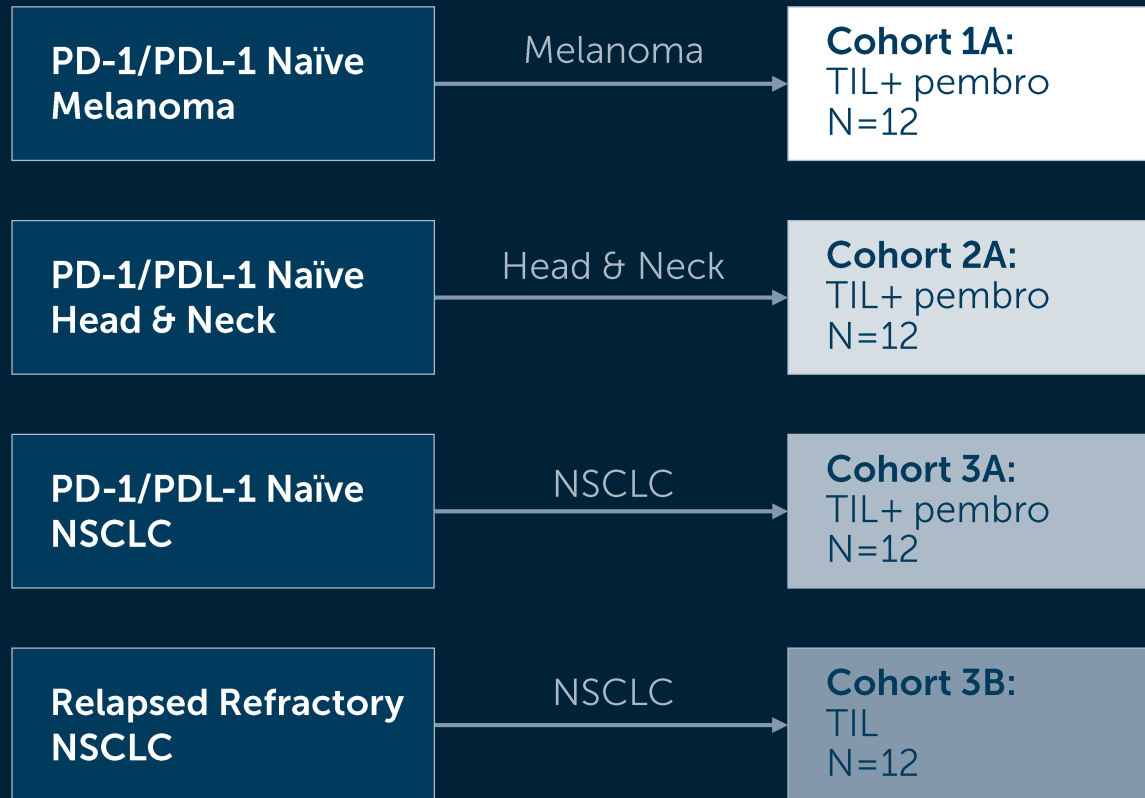 PD-1/PDL-1 Naïve
Melanoma
Melanoma
Cohort 1A:
TIL+ pembro
N=12
PD-1/PDL-1 Naïve
Head & Neck
Head & Neck
Cohort 2A:
TIL+ pembro
N=12
PD-1/PDL-1 Naïve
NSCLC
NSCLC
Cohort 3A:
TIL+ pembro
N=12
Relapsed Refractory
NSCLC
NSCLC
Cohort 3B:
TIL
N=12